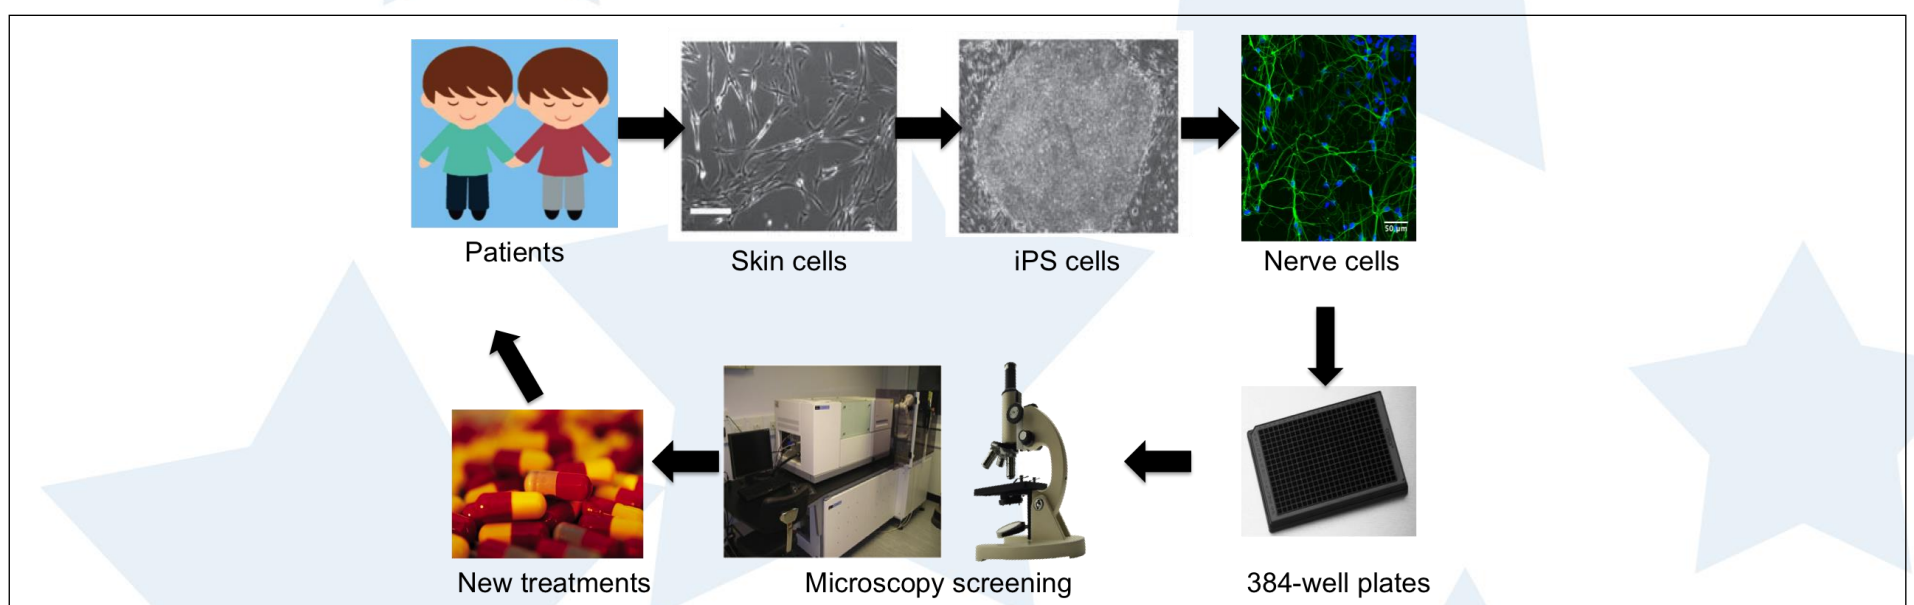 Patients
Skin cells
iPS cells
50 µm
Nerve cells
New treatments
Microscopy screening
384-well plates